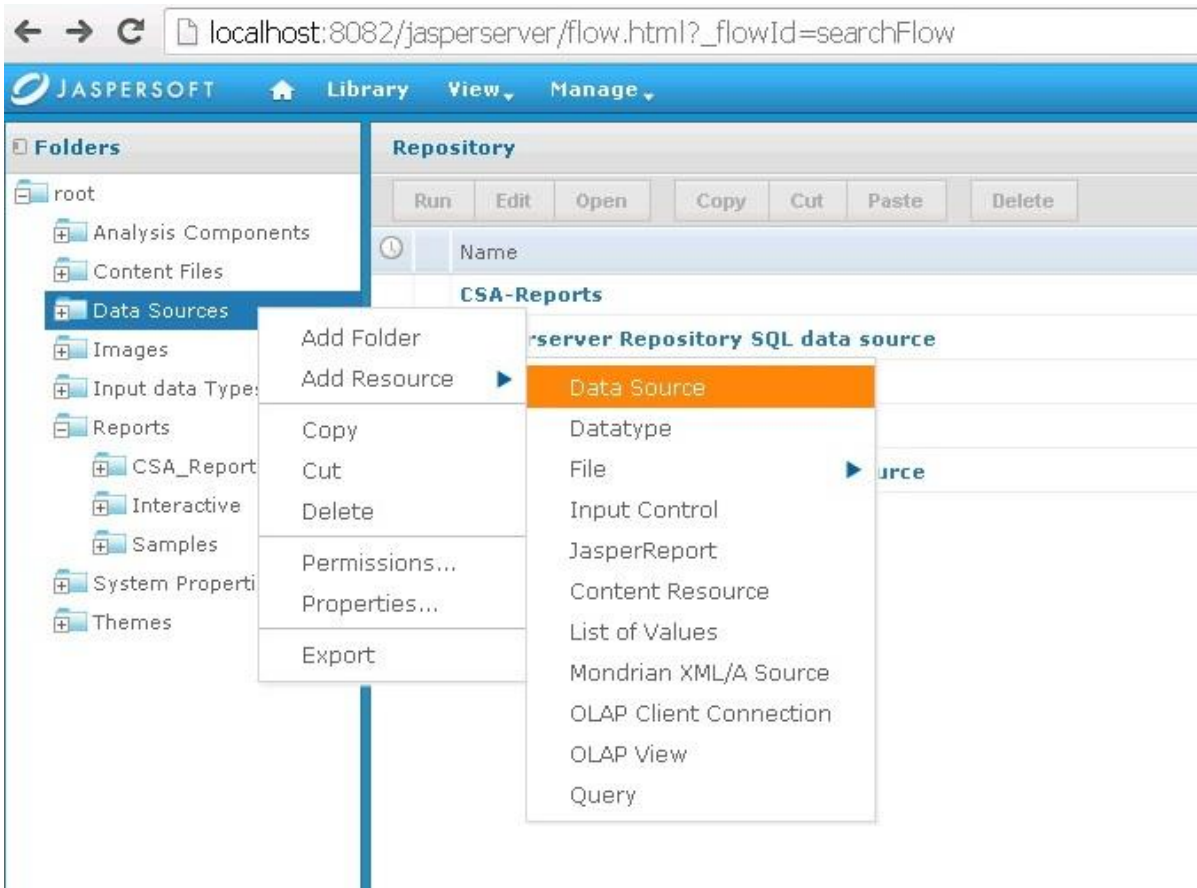 localhost:8082/jasperserver/flow.html?_flowId=searchFlow
JASPERSOFT Library View Manage
Folders
root
Analysis Components
Content Files
Data Sources
Images
Input data Type
Reports
CSA_Report
Interactive
Samples
System Properti
Themes
Repository
Run Edit Open Copy Cut Paste Delete
Name
CSA-Reports
rserver Repository SQL data source
urce
Add Folder
Add Resource
Copy
Cut
Delete
Permissions...
Properties...
Export
Data Source
Datatype
File
Input Control
JasperReport
Content Resource
List of Values
Mondrian XML/A Source
OLAP Client Connection
OLAP View
Query